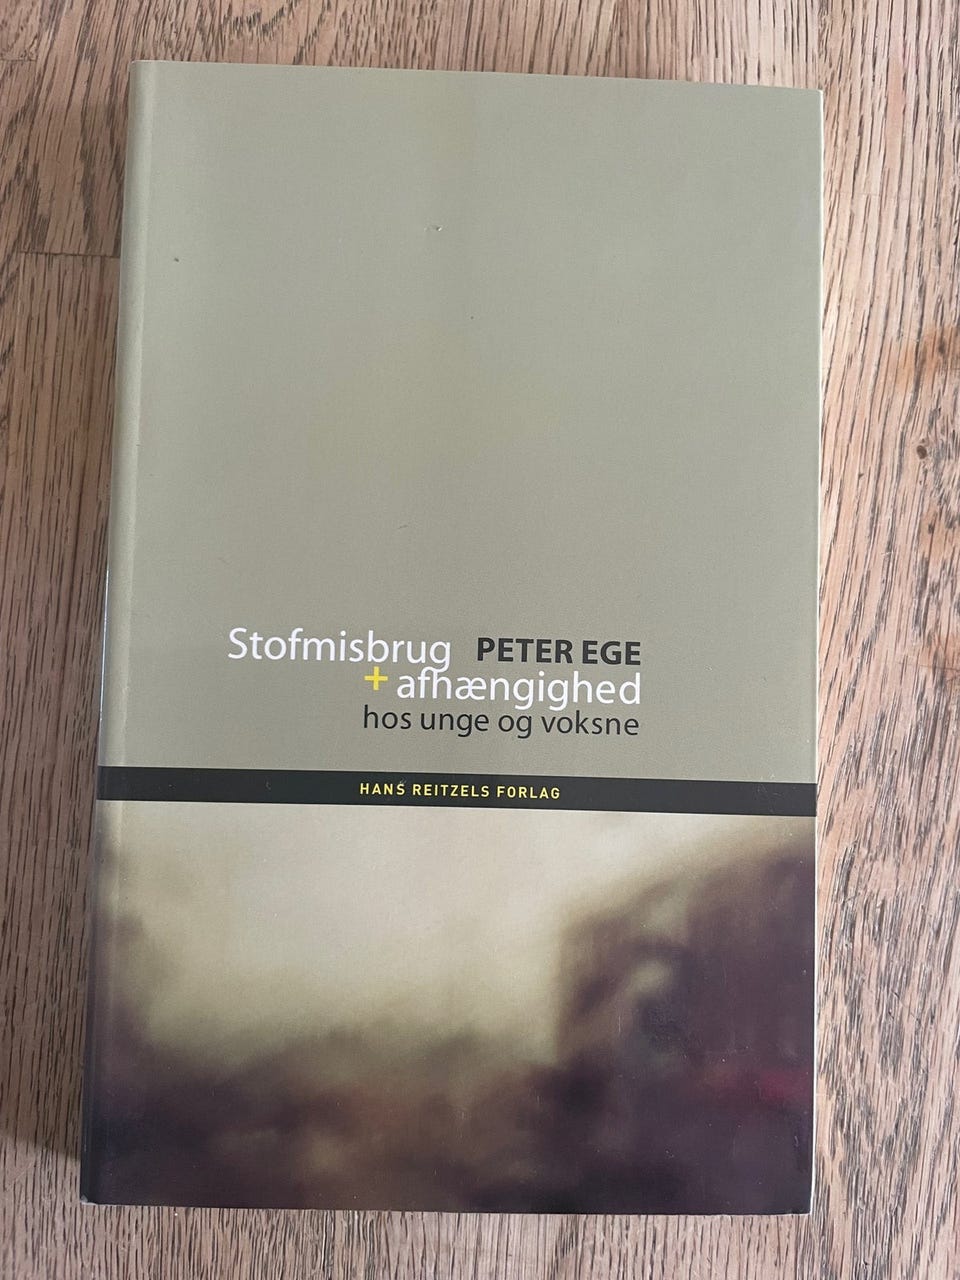 Stofmisbrug PETER EGE
+ afhængighed
hos unge og voksne
HANS REITZELS FORLAG